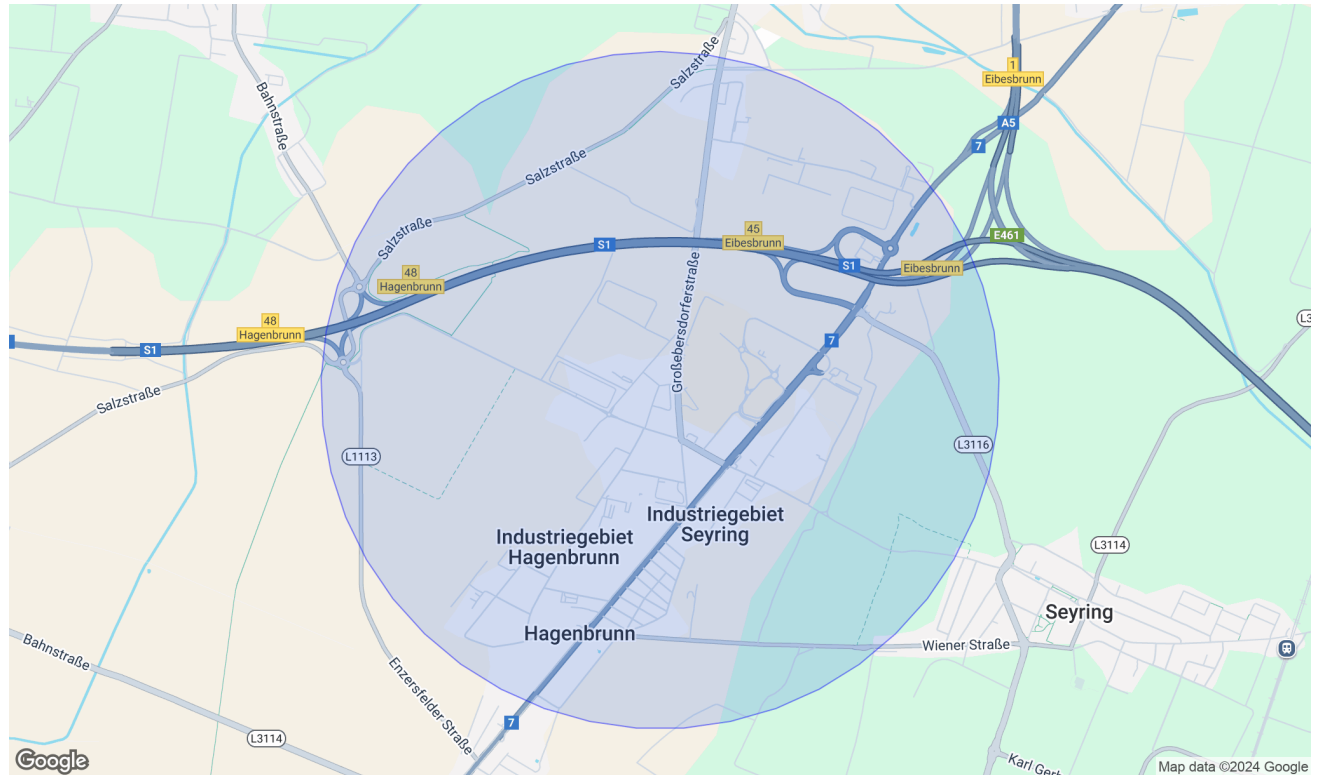 1
Eibesbrunn
A5
7
Salzstraße
Bahnstraße
Salzstraße
Salzstraße
E461
45
Eibesbrunn
S1
S1
Eibesbrunn
48
Hagenbrunn
Großebersdorferstraße
48
Hagenbrunn
L3
7
S1
Salzstraße
L3116
L1113
Industriegebiet
Seyring
Industriegebiet
Hagenbrunn
L3114
Seyring
Hagenbrunn
Wiener Straße
Bahnstraße
Enzersfelder Straße
7
L3114
Google
Karl Gerb
Map data ©2024 Google